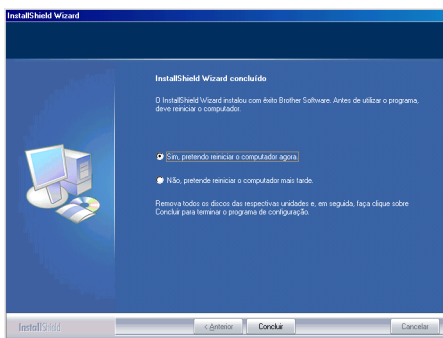 InstallShield Wizard
InstallShield Wizard concluído
O InstallShield Wizard instalou com êxito Brother Software. Antes de utilizar o programa,
deve reiniciar o computador.
Sim, pretendo reiniciar o computador agora.
Não, pretende reiniciar o computador mais tarde.
Remova todos os discos das respectivas unidades e, em seguida, faça clique sobre
Concluir para terminar o programa de configuração.
InstallShield
< Anterior
Concluir
Cancelar